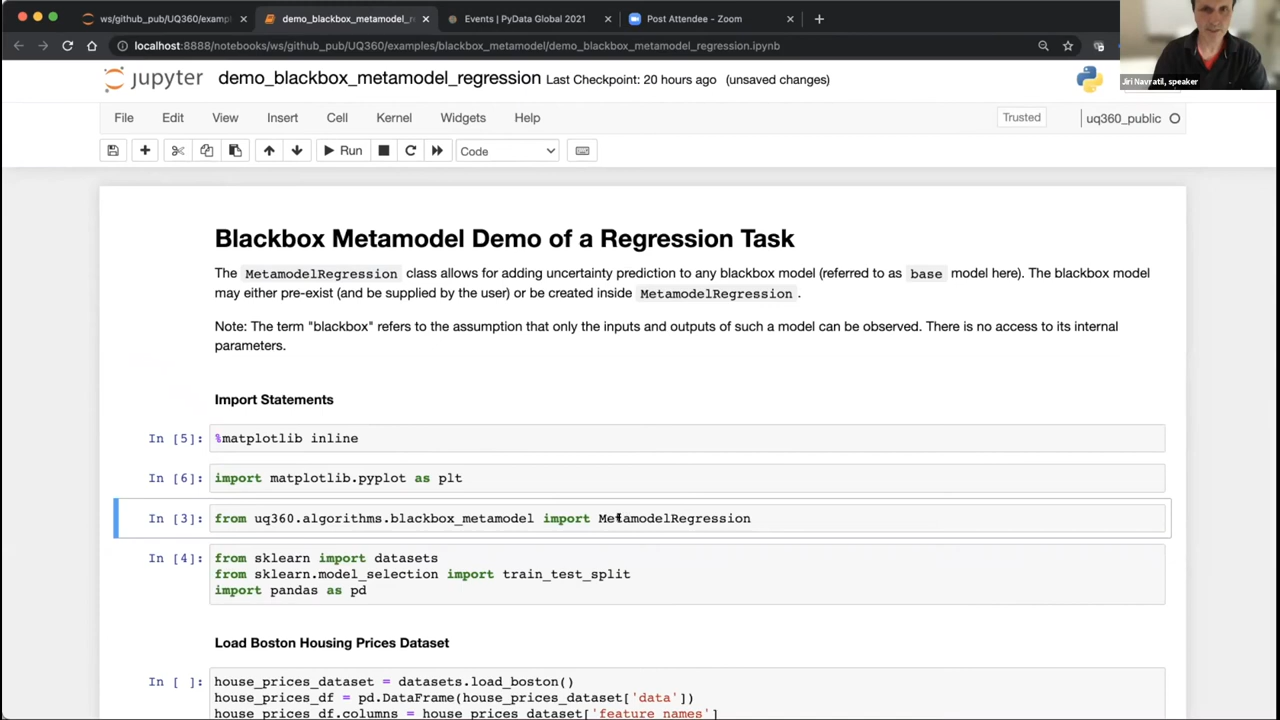 ws/github_pub/UQ360/exampl
demo_blackbox_metamodel_re
Events | PyData Global 2021
Post Attendee - Zoom
localhost:8888/notebooks/ws/github_pub/UQ360/examples/blackbox_metamodel/demo_blackbox_metamodel_regression.ipynb
Jiri Navratil, speaker
jupyter demo_blackbox_metamodel_regression Last Checkpoint: 20 hours ago (unsaved changes)
File Edit View Insert Cell Kernel Widgets Help Trusted uq360_public
Run Code
Blackbox Metamodel Demo of a Regression Task
The MetamodelRegression class allows for adding uncertainty prediction to any blackbox model (referred to as base model here). The blackbox model
may either pre-exist (and be supplied by the user) or be created inside MetamodelRegression .
Note: The term "blackbox" refers to the assumption that only the inputs and outputs of such a model can be observed. There is no access to its internal
parameters.
Import Statements
In [5]: %matplotlib inline
In [6]: import matplotlib.pyplot as plt
In [3]: from uq360.algorithms.blackbox_metamodel import MetamodelRegression
In [4]: from sklearn import datasets
from sklearn.model_selection import train_test_split
import pandas as pd
Load Boston Housing Prices Dataset
In [ ]: house_prices_dataset = datasets.load_boston()
house_prices_df = pd.DataFrame(house_prices_dataset['data'])
house_prices_df.columns = house_prices_dataset['feature_names']